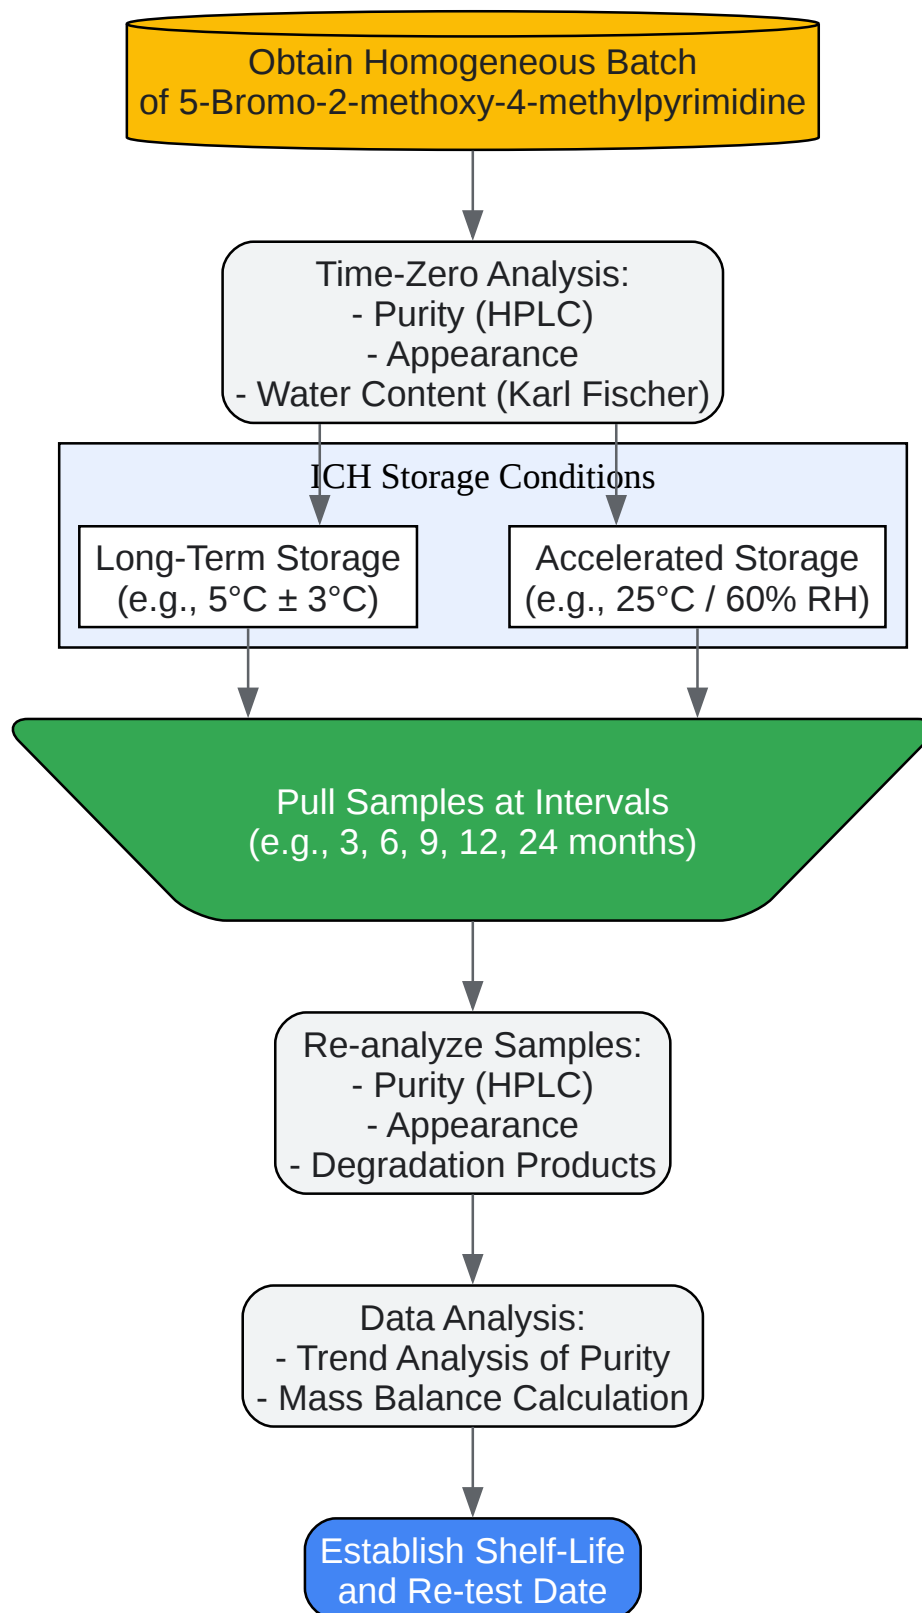 Obtain Homogeneous Batch
of 5-Bromo-2-methoxy-4-methylpyrimidine
Time-Zero Analysis:
- Purity (HPLC)
- Appearance
- Water Content (Karl Fischer)
ICH Storage Conditions
Long-Term Storage
(e.g., 5°C ± 3°C)
Accelerated Storage
(e.g., 25°C / 60% RH)
Pull Samples at Intervals
(e.g., 3, 6, 9, 12, 24 months)
Re-analyze Samples:
- Purity (HPLC)
- Appearance
- Degradation Products
Data Analysis:
- Trend Analysis of Purity
- Mass Balance Calculation
Establish Shelf-Life
and Re-test Date